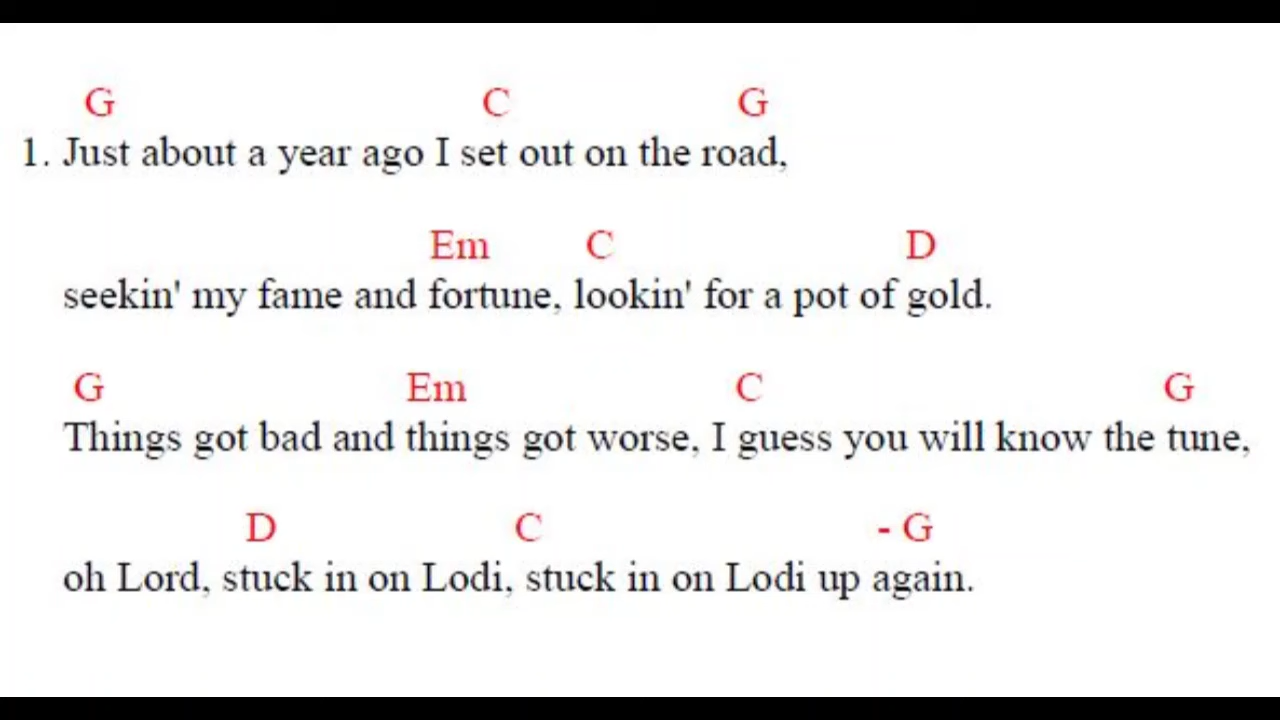 G C G
1. Just about a year ago I set out on the road,
Em C D
seekin' my fame and fortune, lookin' for a pot of gold.
G Em C G
Things got bad and things got worse, I guess you will know the tune,
D C - G
oh Lord, stuck in on Lodi, stuck in on Lodi up again.